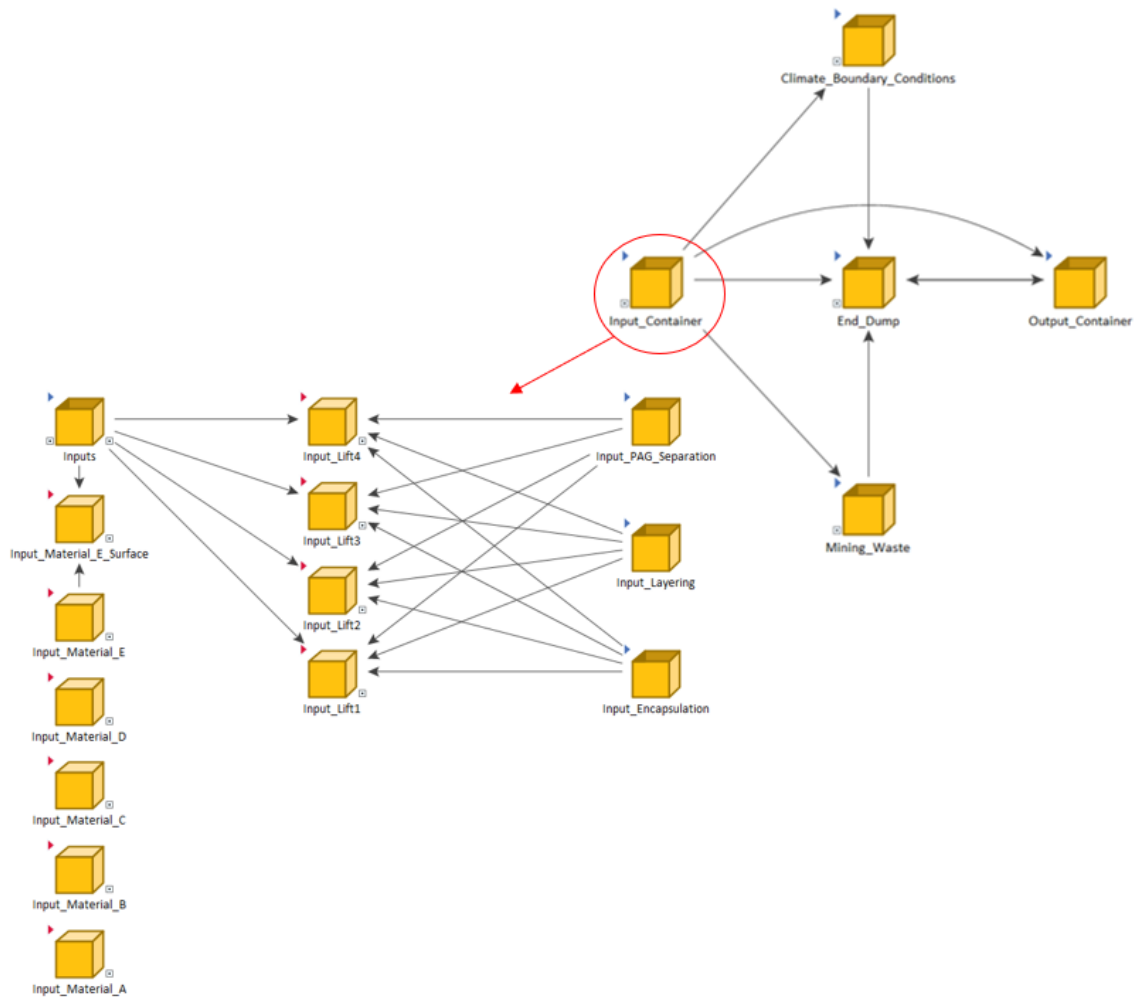 Climate_Boundary_Conditions
Input_Container
End_Dump
Output_Container
Inputs
Input_Lift4
Input_PAG_Separation
Input_Material_E_Surface
Input_Lift3
Mining_Waste
Input_Layering
Input_Lift2
Input_Material_E
Input_Lift1
Input_Encapsulation
Input_Material_D
Input_Material_C
Input_Material_B
Input_Material_A